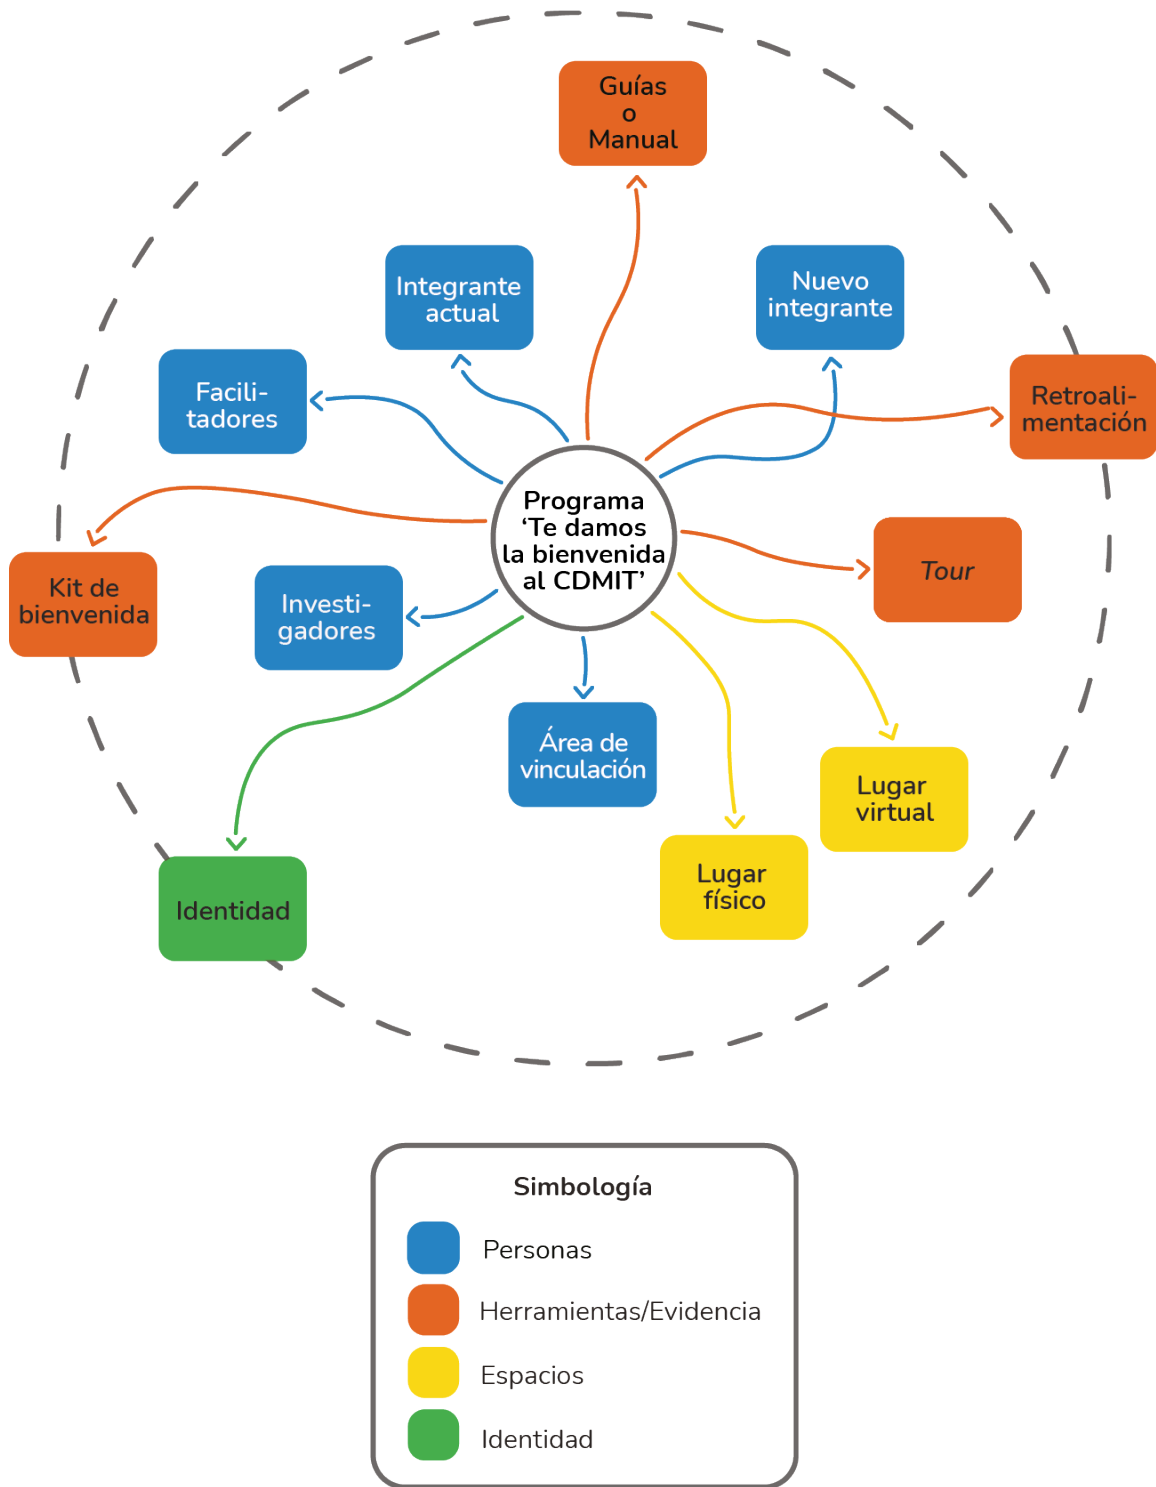 Guías
o
Manual
Integrante
actual
Nuevo
integrante
Facili-
tadores
Retroali-
mentación
Programa
‘Te damos
la bienvenida
al CDMIT’
Tour
Kit de
bienvenida
Investi-
gadores
Área de
vinculación
Lugar
virtual
Lugar
físico
Identidad
Simbología
Personas
Herramientas/Evidencia
Espacios
Identidad